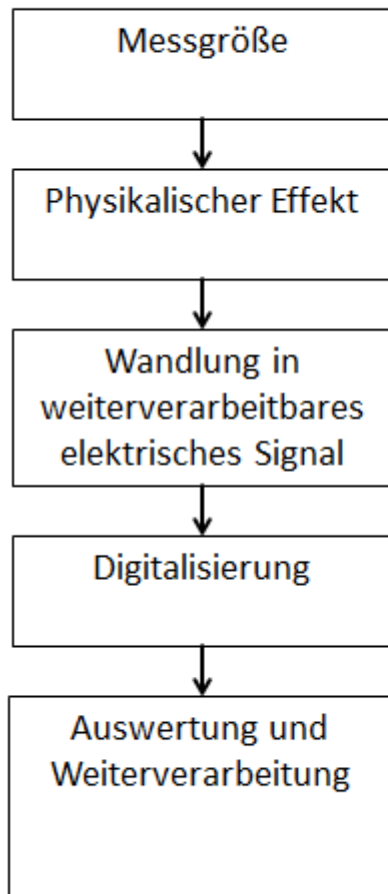 Messgröße
Physikalischer Effekt
Wandlung in
weiterverarbeitbares
elektrisches Signal
Digitalisierung
Auswertung und
Weiterverarbeitung